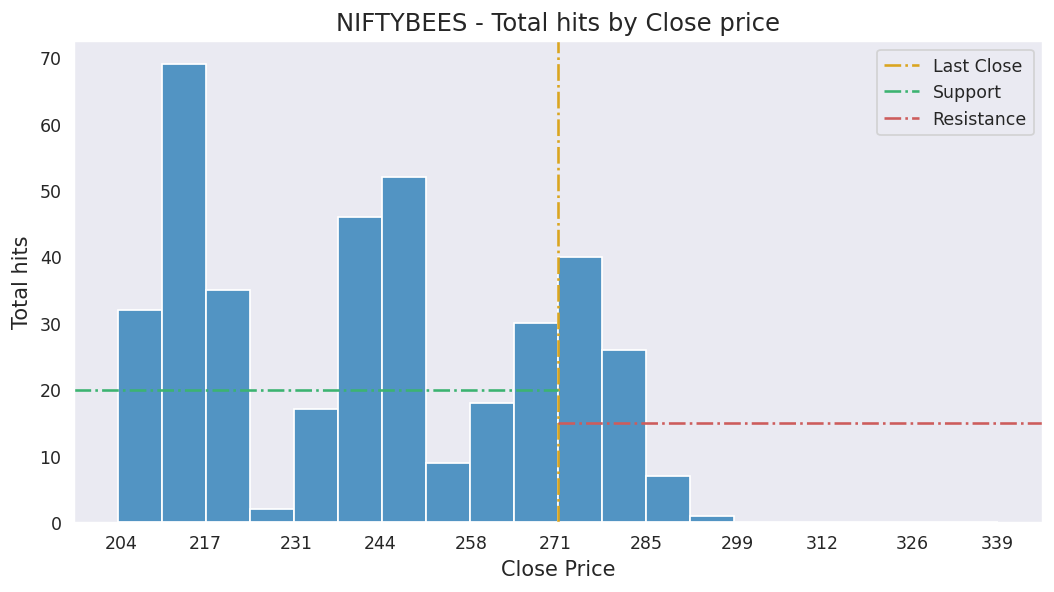 NIFTYBEES - Total hits by Close price
Last Close
Support
Resistance
Total hits
70
60
50
40
30
20
10
0
204 217 231 244 258 271 285 299 312 326 339
Close Price